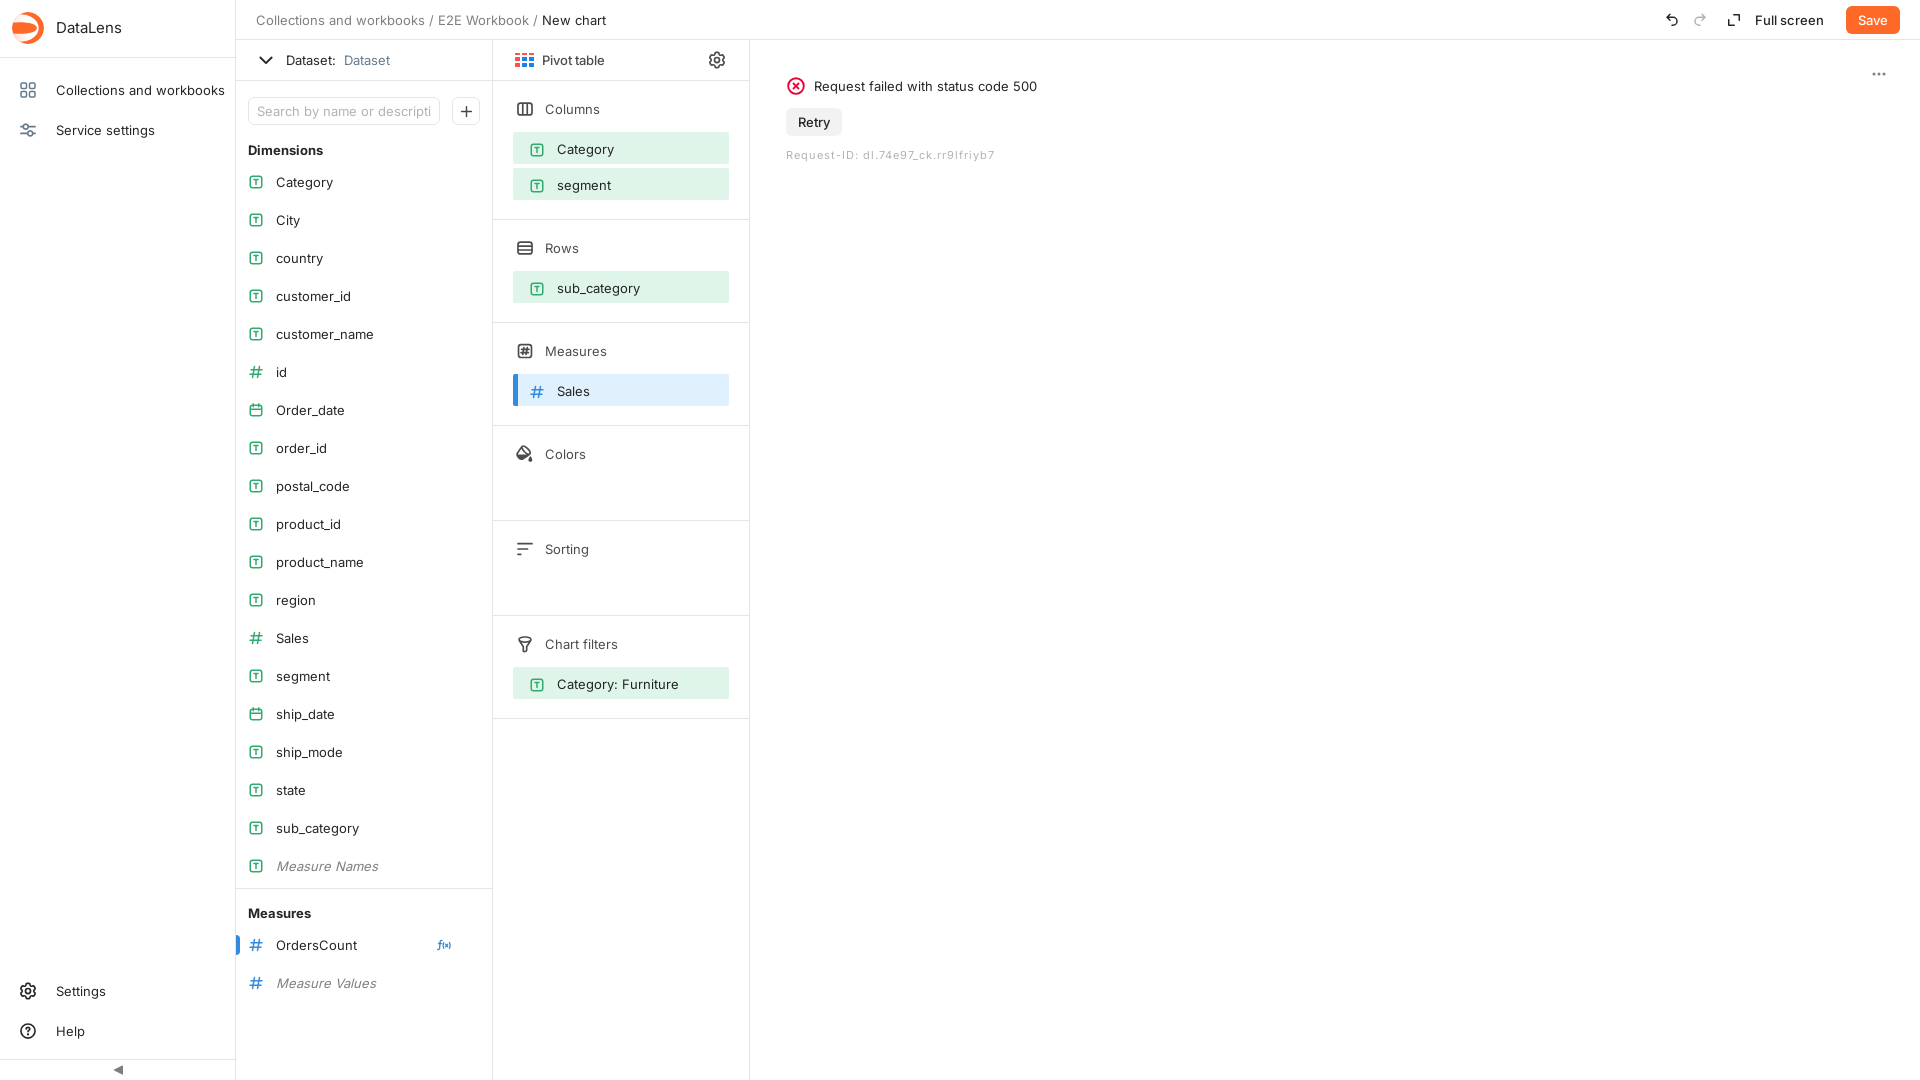 DataLens
Collections and workbooks
Service settings
Settings
Help
Collections and workbooks / E2E Workbook / New chart
Full screen
Save
Dataset: Dataset
Search by name or descripti
Dimensions
Category
City
country
customer_id
customer_name
id
Order_date
order_id
postal_code
product_id
product_name
region
Sales
segment
ship_date
ship_mode
state
sub_category
Measure Names
Measures
OrdersCount
Measure Values
Pivot table
Columns
Category
segment
Rows
sub_category
Measures
Sales
Colors
Sorting
Chart filters
Category: Furniture
Request failed with status code 500
Retry
Request-ID: dl.74e97_ck.rr9lfriyb7